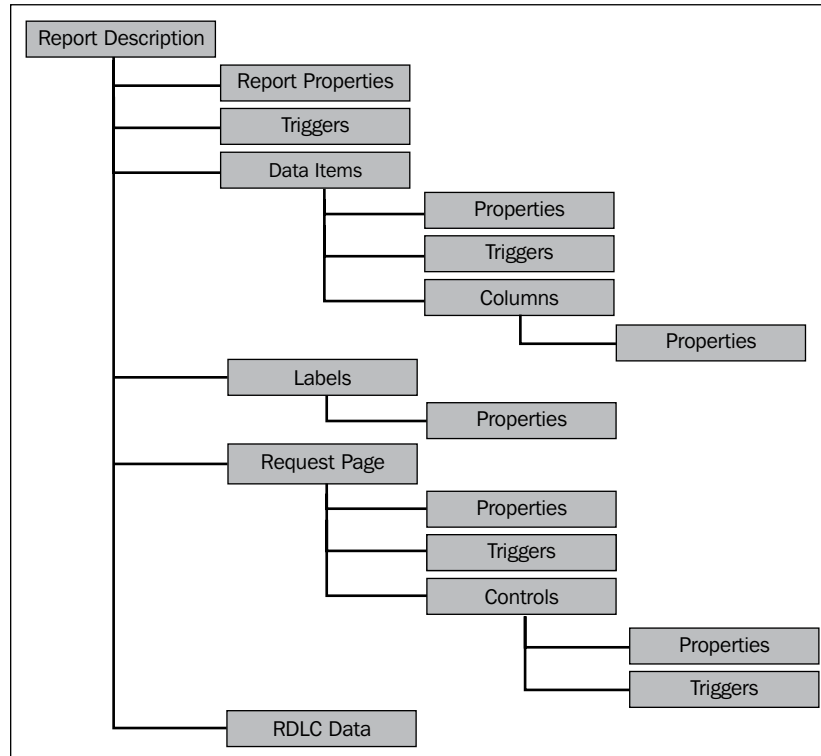 Report Description
Report Properties
Triggers
Data Items
Properties
Triggers
Columns
Properties
Labels
Properties
Request Page
Properties
Triggers
Controls
Properties
Triggers
RDLC Data